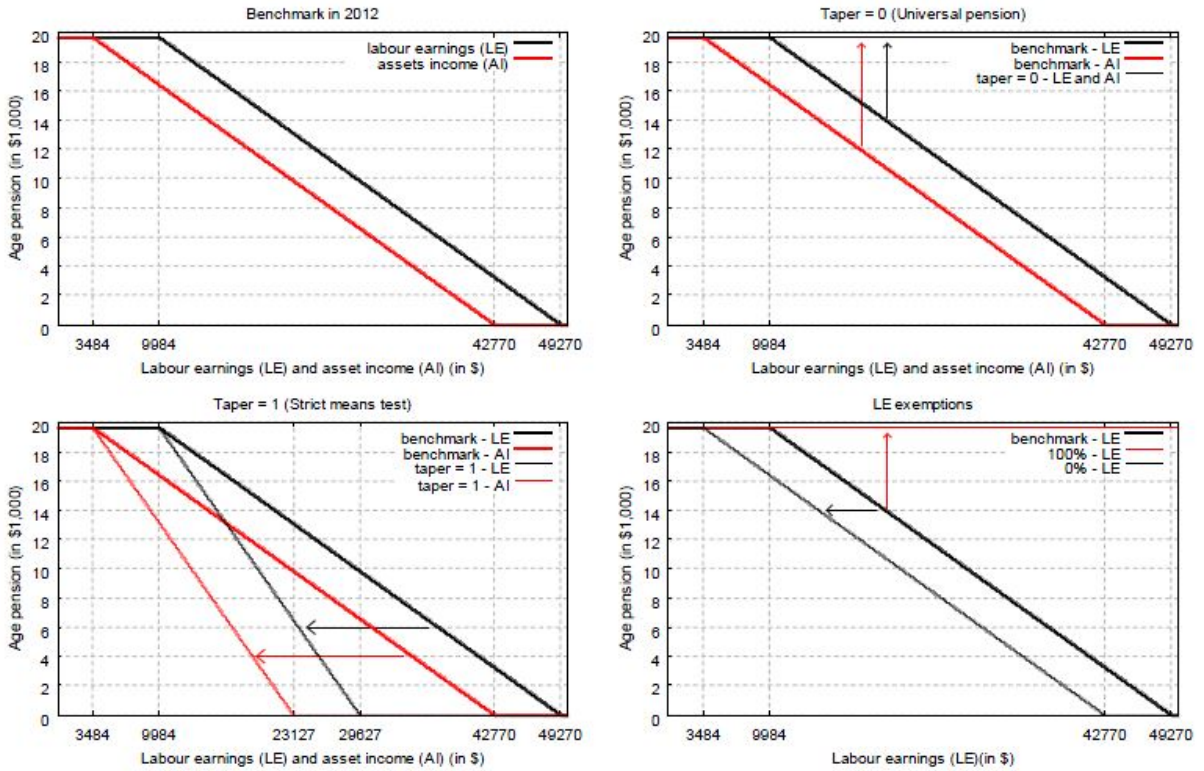 Benchmark in 2012
Age pension (in $1,000)
20
18
16
14
12
10
8
6
4
2
0
labour earnings (LE)
assets income (AI)
3484 9984 42770 49270
Labour earnings (LE) and asset income (AI) (in $)
Taper = 0 (Universal pension)
Age pension (in $1,000)
20
18
16
14
12
10
8
6
4
2
0
benchmark - LE
benchmark - AI
taper = 0 - LE and AI
3484 9984 42770 49270
Labour earnings (LE) and asset income (AI) (in $)
Taper = 1 (Strict means test)
Age pension (in $1,000)
20
18
16
14
12
10
8
6
4
2
0
benchmark - LE
benchmark - AI
taper = 1 - LE
taper = 1 - AI
3484 9984 23127 29627 42770 49270
Labour earnings (LE) and asset income (AI) (in $)
LE exemptions
Age pension (in $1,000)
20
18
16
14
12
10
8
6
4
2
0
benchmark - LE
100% - LE
0% - LE
3484 9984 42770 49270
Labour earnings (LE)(in $)